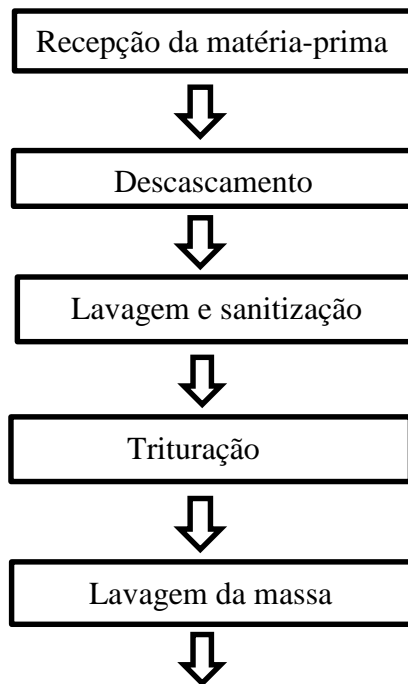 Recepção da matéria-prima
Descascamento
Lavagem e sanitização
Trituração
Lavagem da massa